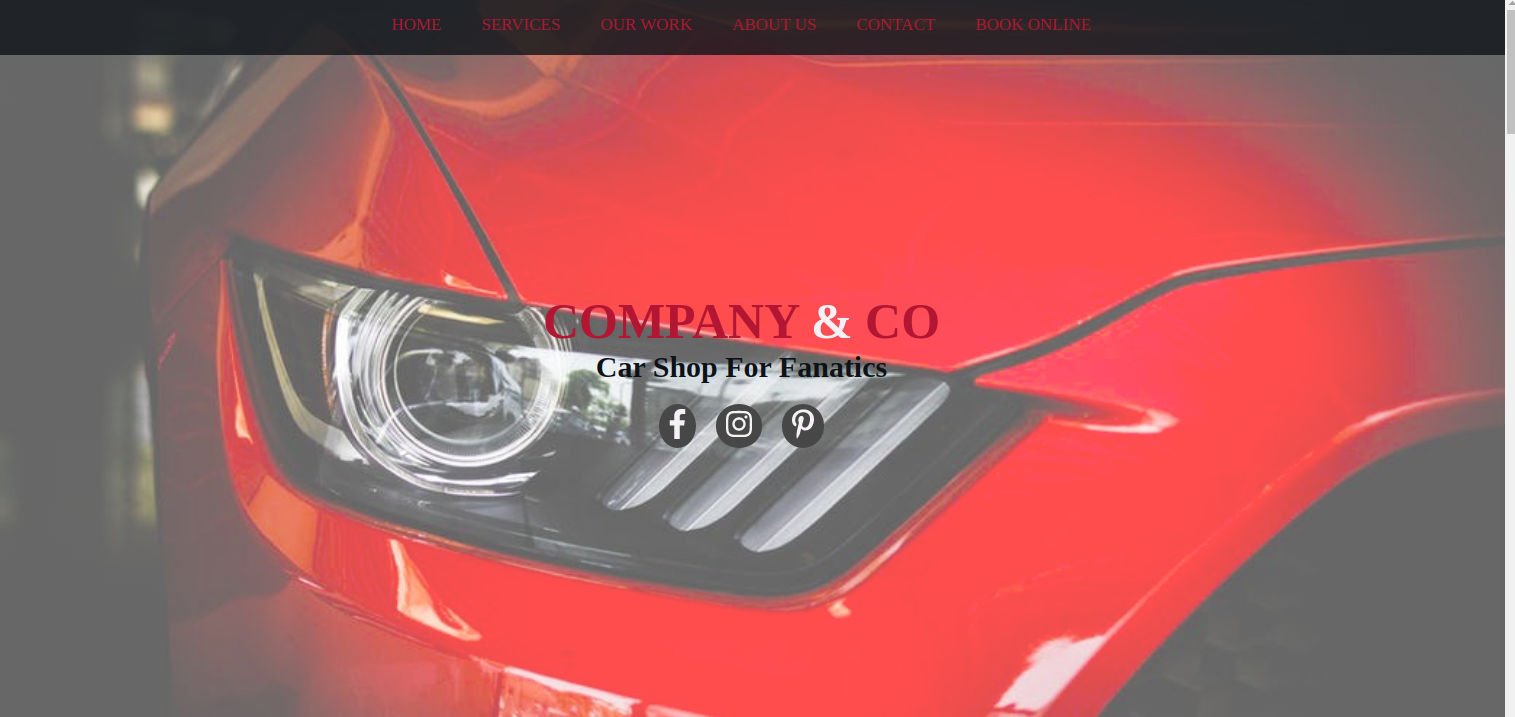 HOME SERVICES OUR WORK ABOUT US CONTACT BOOK ONLINE
COMPANY & CO
Car Shop For Fanatics